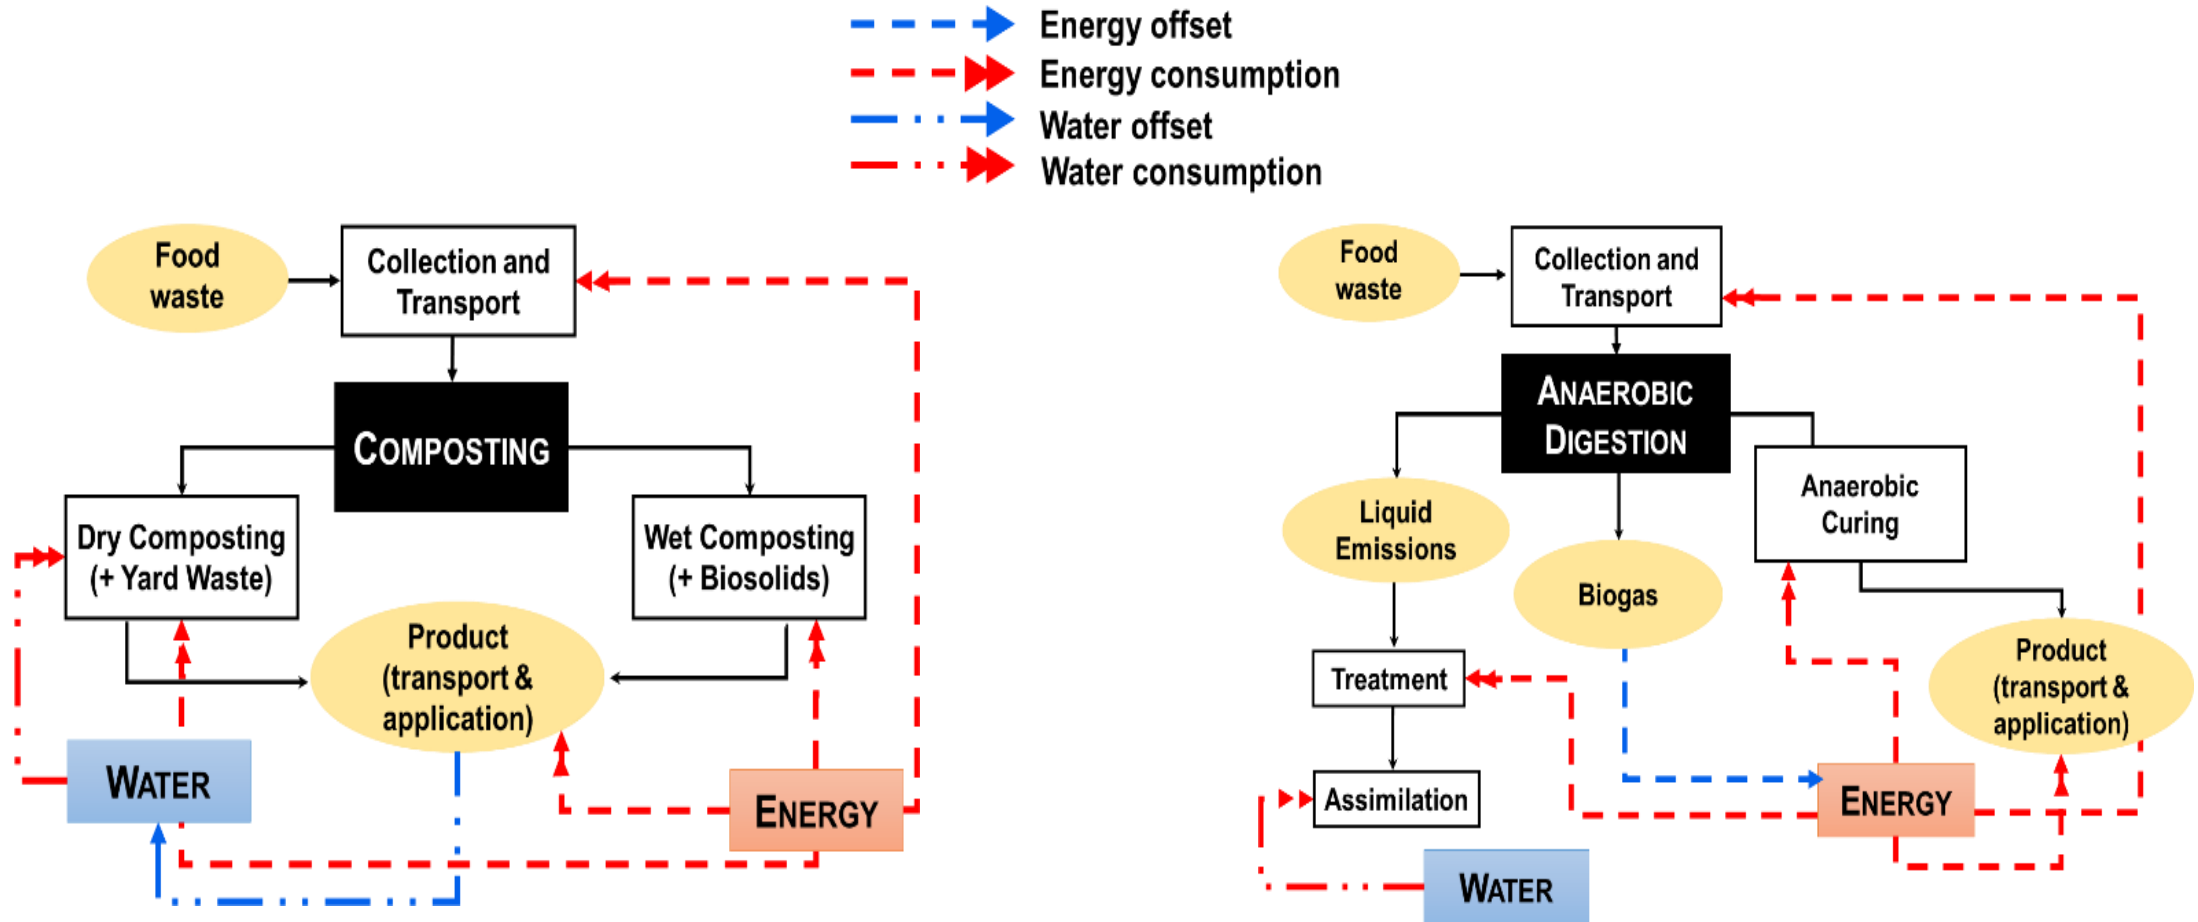 Energy offset
Energy consumption
Water offset
Water consumption
Food
waste
Collection and
Transport
COMPOSTING
Dry Composting
(+ Yard Waste)
Wet Composting
(+ Biosolids)
Product
(transport &
application)
WATER
ENERGY
Food
waste
Collection and
Transport
ANAEROBIC
DIGESTION
Liquid
Emissions
Biogas
Anaerobic
Curing
Treatment
Product
(transport &
application)
Assimilation
ENERGY
WATER